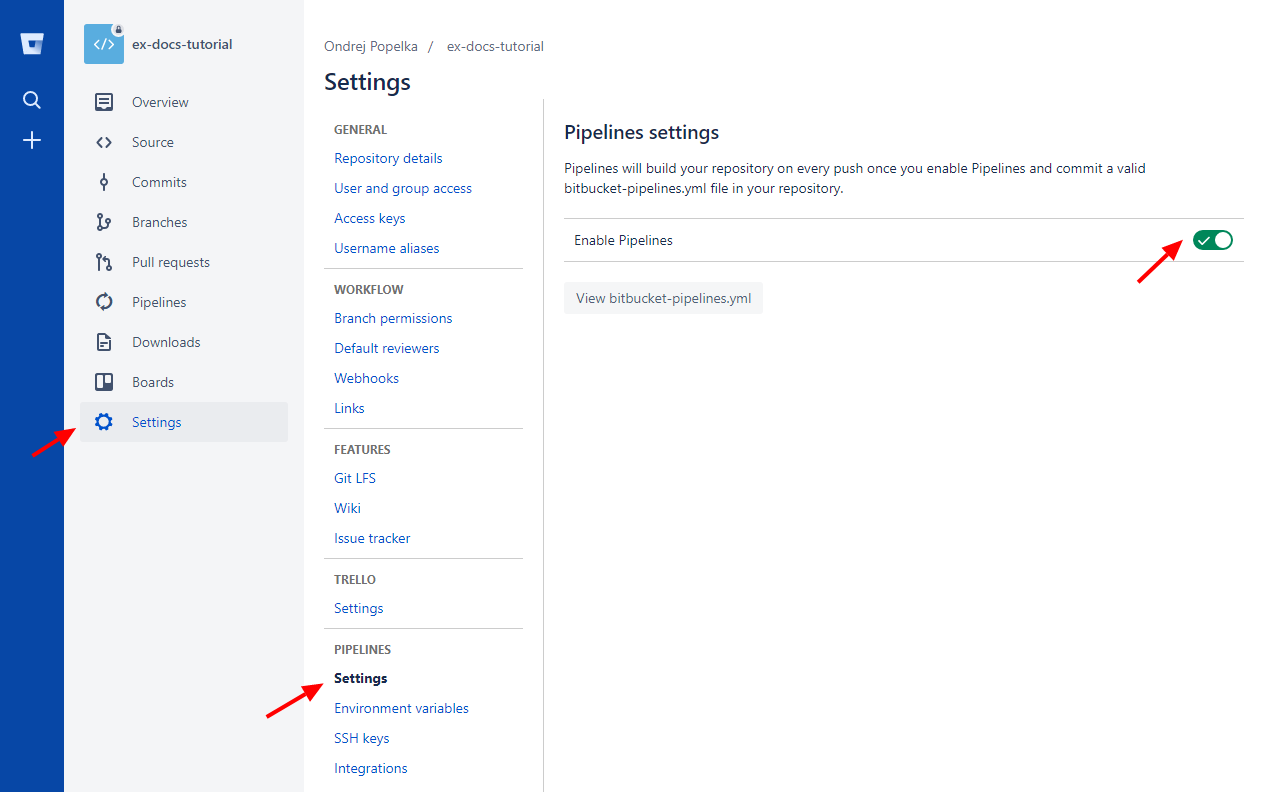 ex-docs-tutorial
Overview
Source
Commits
Branches
Pull requests
Pipelines
Downloads
Boards
Settings
Ondrej Popelka / ex-docs-tutorial
Settings
GENERAL
Repository details
User and group access
Access keys
Username aliases
WORKFLOW
Branch permissions
Default reviewers
Webhooks
Links
FEATURES
Git LFS
Wiki
Issue tracker
TRELLO
Settings
PIPELINES
Settings
Environment variables
SSH keys
Integrations
Pipelines settings
Pipelines will build your repository on every push once you enable Pipelines and commit a valid
bitbucket-pipelines.yml file in your repository.
Enable Pipelines
View bitbucket-pipelines.yml